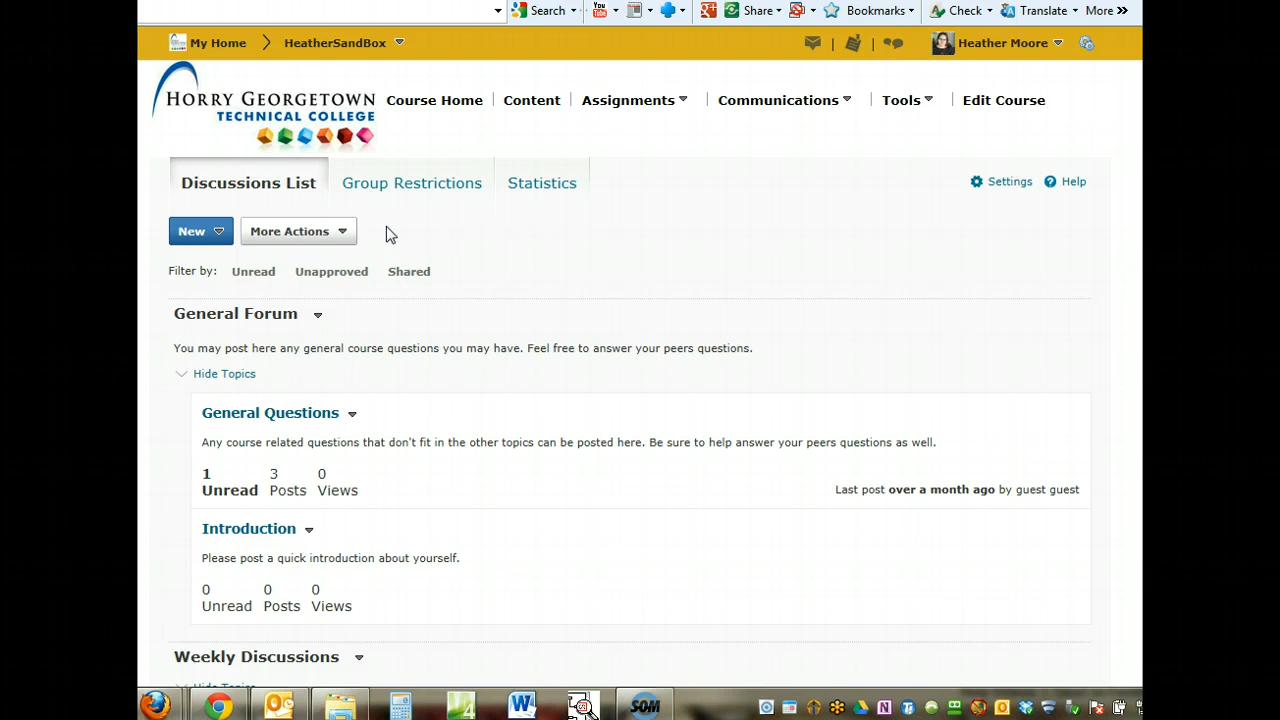 Search Share Bookmarks Check Translate More »
My Home HeatherSandBox Heather Moore
HORRY GEORGETOWN
TECHNICAL COLLEGE
Course Home Content Assignments Communications Tools Edit Course
Discussions List Group Restrictions Statistics Settings Help
New More Actions
Filter by: Unread Unapproved Shared
General Forum
You may post here any general course questions you may have. Feel free to answer your peers questions.
Hide Topics
General Questions
Any course related questions that don't fit in the other topics can be posted here. Be sure to help answer your peers questions as well.
1 3 0
Unread Posts Views
Last post over a month ago by guest guest
Introduction
Please post a quick introduction about yourself.
0 0 0
Unread Posts Views
Weekly Discussions
Hide Topics
SOM